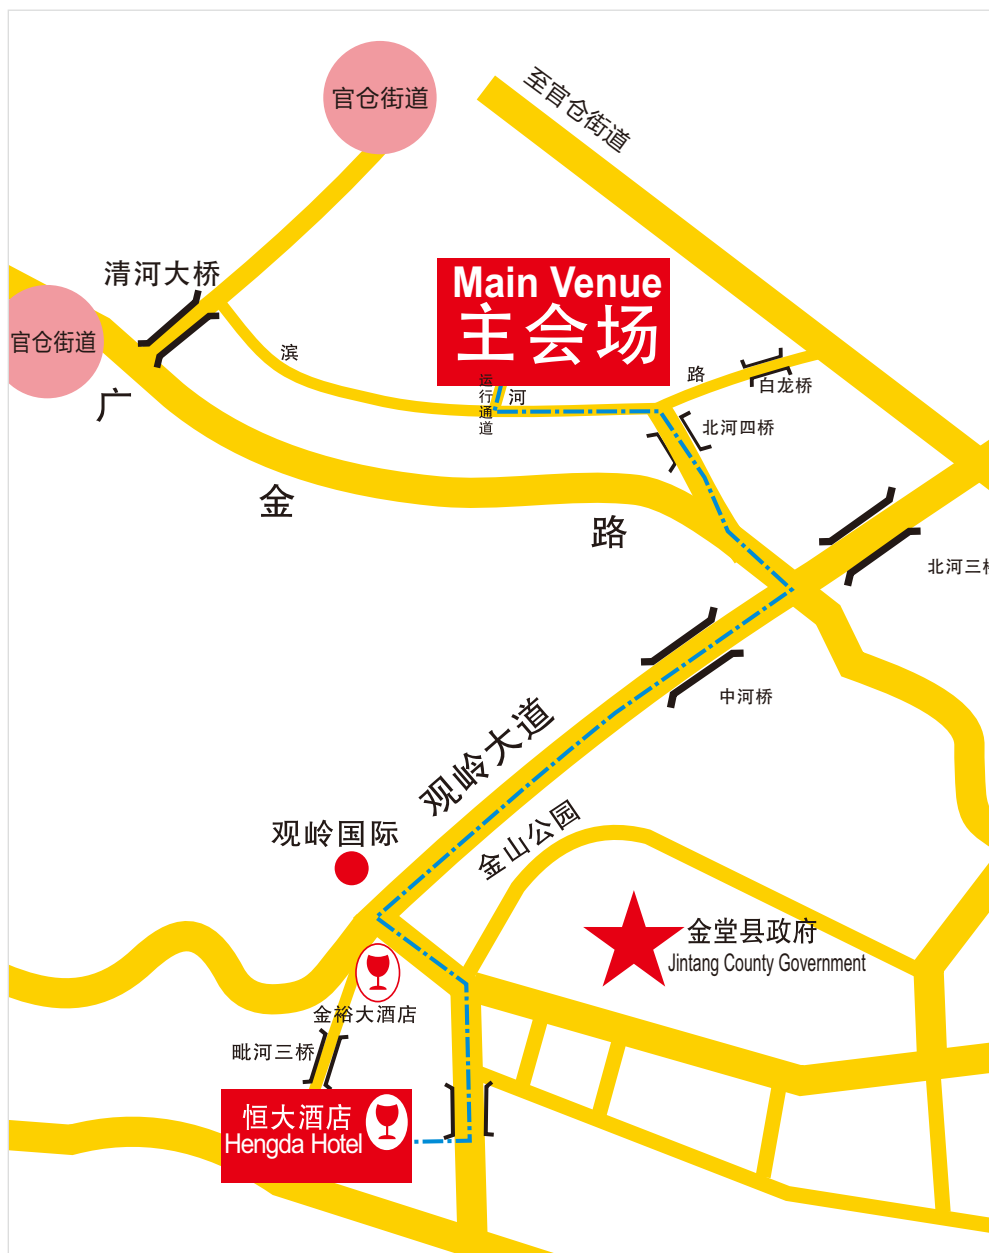 官仓街道
至官仓街道
清河大桥
Main Venue
主会场
官仓街道
滨
河
路
运行通道
白龙桥
北河四桥
广
金
路
北河三
中河桥
观岭大道
观岭国际
金山公园
金堂县政府
Jintang County Government
金裕大酒店
毗河三桥
恒大酒店
Hengda Hotel